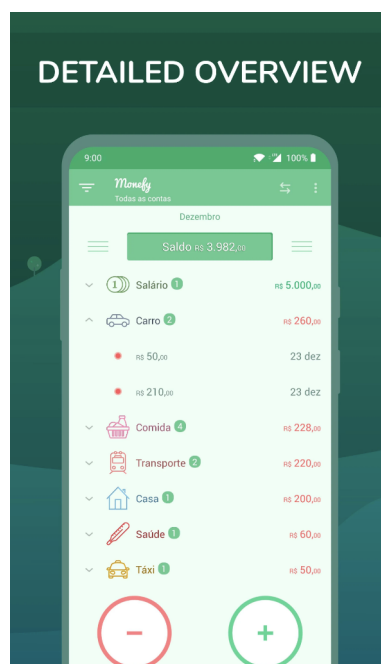 DETAILED OVERVIEW
9:00 100%
Monefy
Todas as contas
Dezembro
Saldo R$ 3.982,00
Salário 1 R$ 5.000,00
Carro 2 R$ 260,00
R$ 50,00 23 dez
R$ 210,00 23 dez
Comida 4 R$ 228,00
Transporte 2 R$ 220,00
Casa 1 R$ 200,00
Saúde 1 R$ 60,00
Táxi 1 R$ 50,00